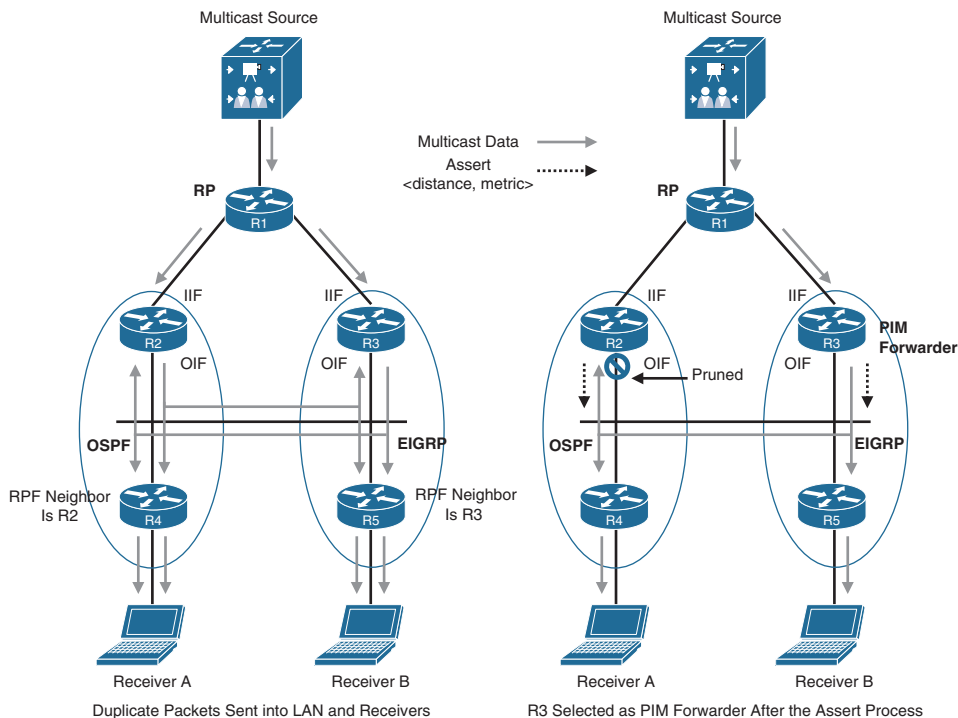 Multicast Source
Multicast Source
Multicast Data
Assert
<distance, metric>
RP
R1
RP
R1
IIF
IIF
IIF
IIF
R2
R3
R2
R3
PIM
Forwarder
OIF
OIF
OIF
OIF
Pruned
OSPF
EIGRP
OSPF
EIGRP
RPF Neighbor
Is R2
R4
RPF Neighbor
Is R3
R5
R4
R5
Receiver A
Receiver B
Receiver A
Receiver B
Duplicate Packets Sent into LAN and Receivers
R3 Selected as PIM Forwarder After the Assert Process